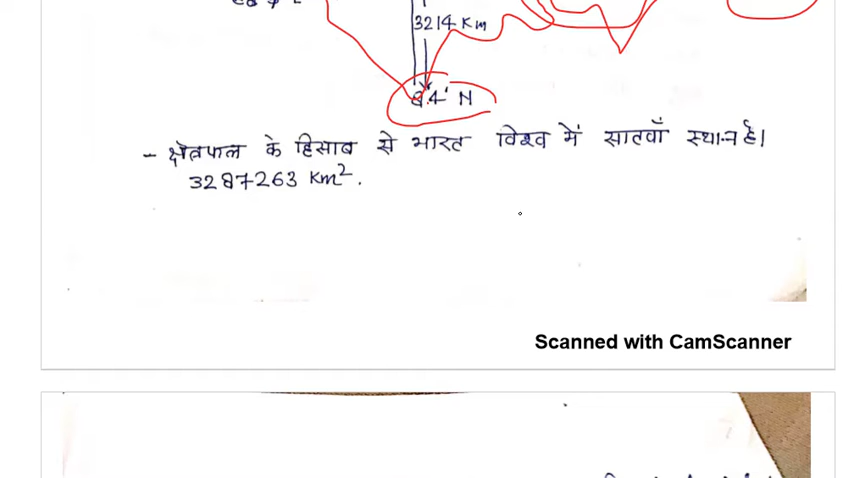 3214 Km
8°4' N
- क्षेत्रफल के हिसाब से भारत विश्व में सातवाँ स्थान है।
3287263 Km².
Scanned with CamScanner